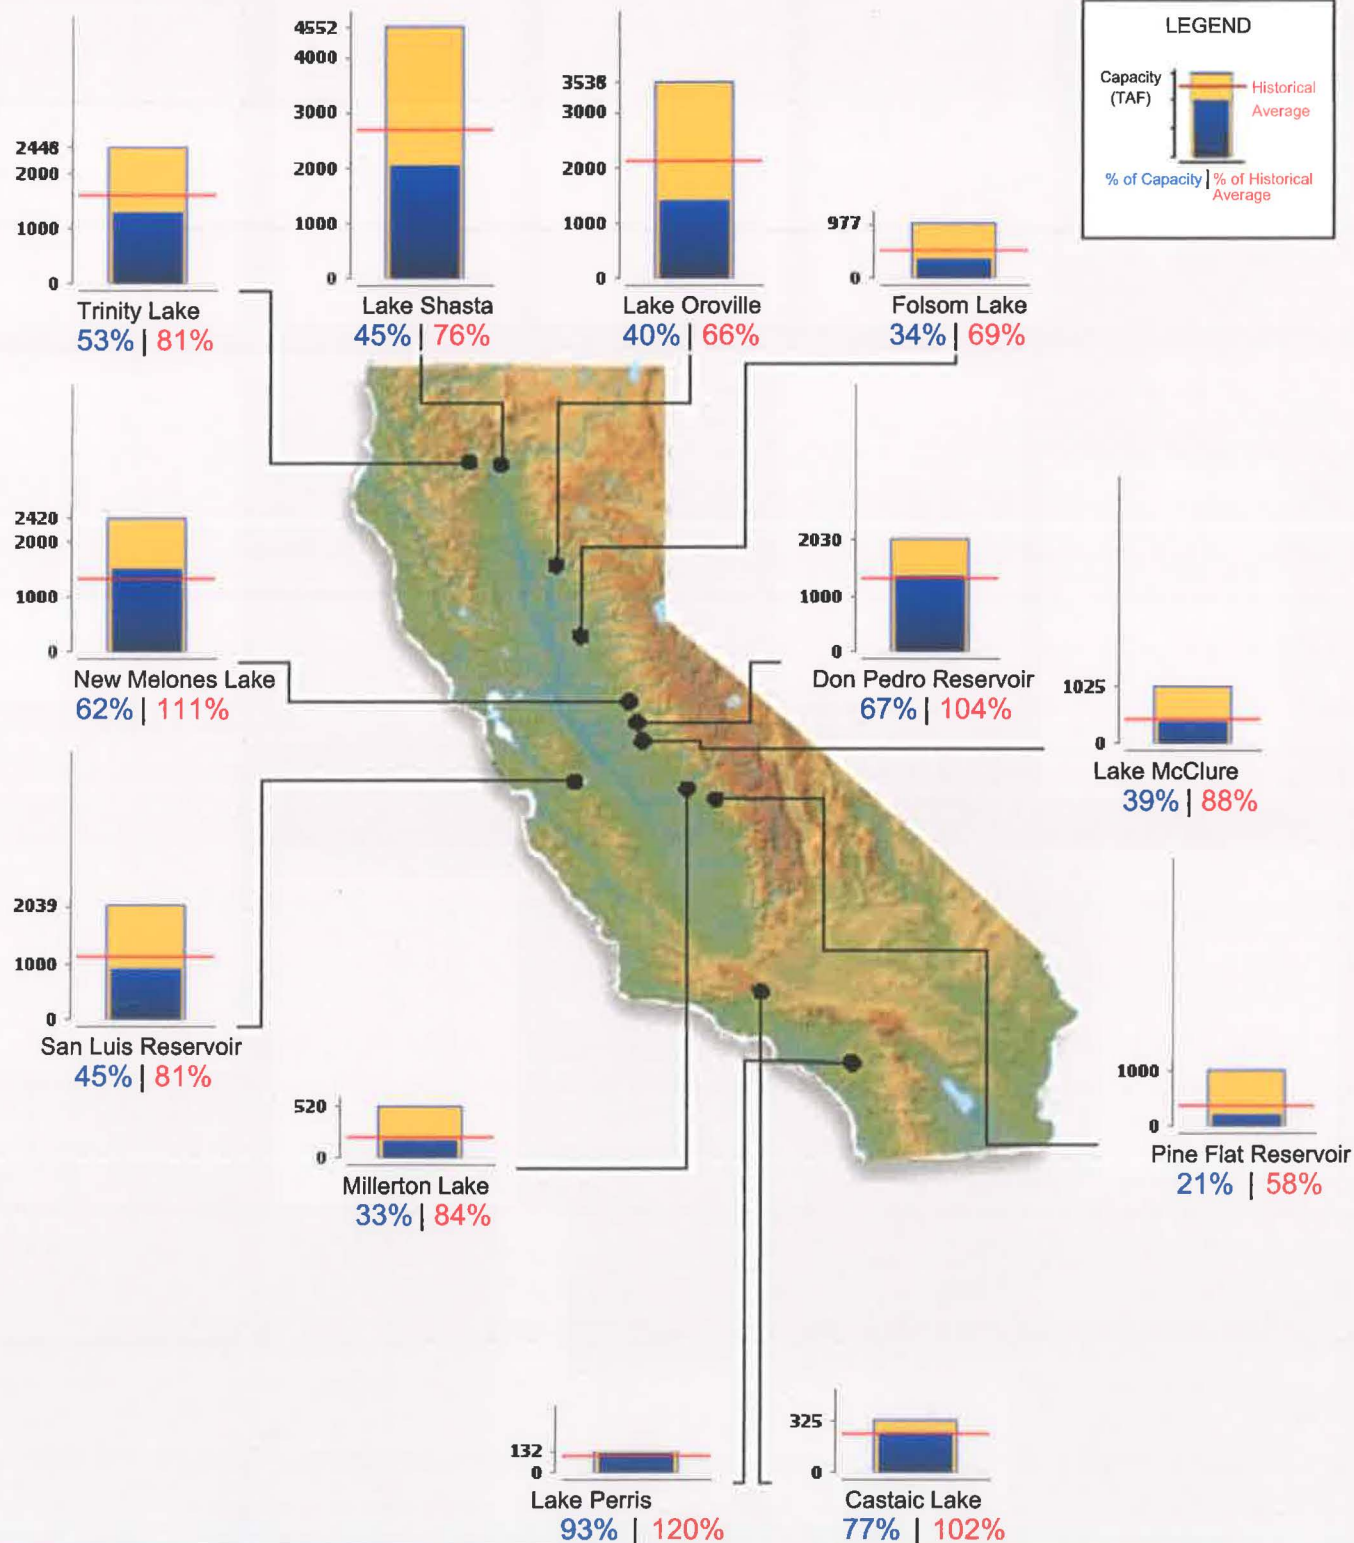 LEGEND
Capacity
(TAF)
Historical
Average
% of Capacity | % of Historical
Average
2448
2000
1000
0
Trinity Lake
53% | 81%
4552
4000
3000
2000
1000
0
Lake Shasta
45% | 76%
3538
3000
2000
1000
0
Lake Oroville
40% | 66%
977
0
Folsom Lake
34% | 69%
2420
2000
1000
0
New Melones Lake
62% | 111%
2030
1000
0
Don Pedro Reservoir
67% | 104%
1025
0
Lake McClure
39% | 88%
2039
1000
0
San Luis Reservoir
45% | 81%
520
0
Millerton Lake
33% | 84%
1000
0
Pine Flat Reservoir
21% | 58%
132
0
Lake Perris
93% | 120%
325
0
Castaic Lake
77% | 102%